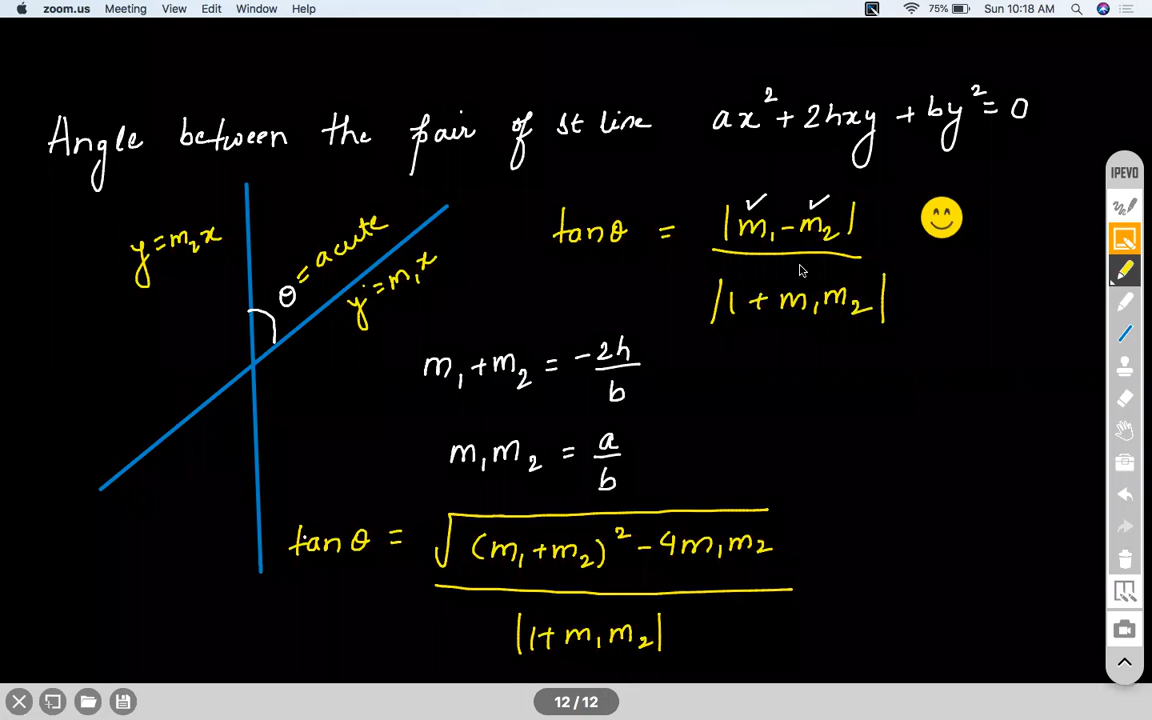 zoom.us Meeting View Edit Window Help 75% Sun 10:18 AM
Angle between the pair of st line ax² + 2hxy + by² = 0
y = m₂x
θ = acute
y = m₁x
tanθ = |m₁ - m₂| / |1 + m₁m₂|
m₁ + m₂ = -2h / b
m₁m₂ = a / b
tanθ = √((m₁ + m₂)² - 4m₁m₂) / |1 + m₁m₂|
IPEVO
12 / 12